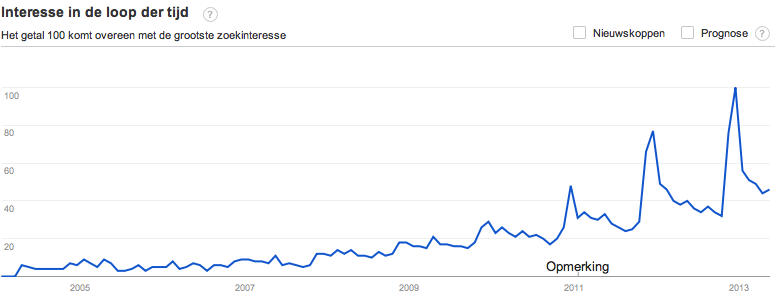 Interesse in de loop der tijd ?
Het getal 100 komt overeen met de grootste zoekinteresse
Nieuwskoppen Prognose ?
100
80
60
40
20
Opmerking
2005 2007 2009 2011 2013